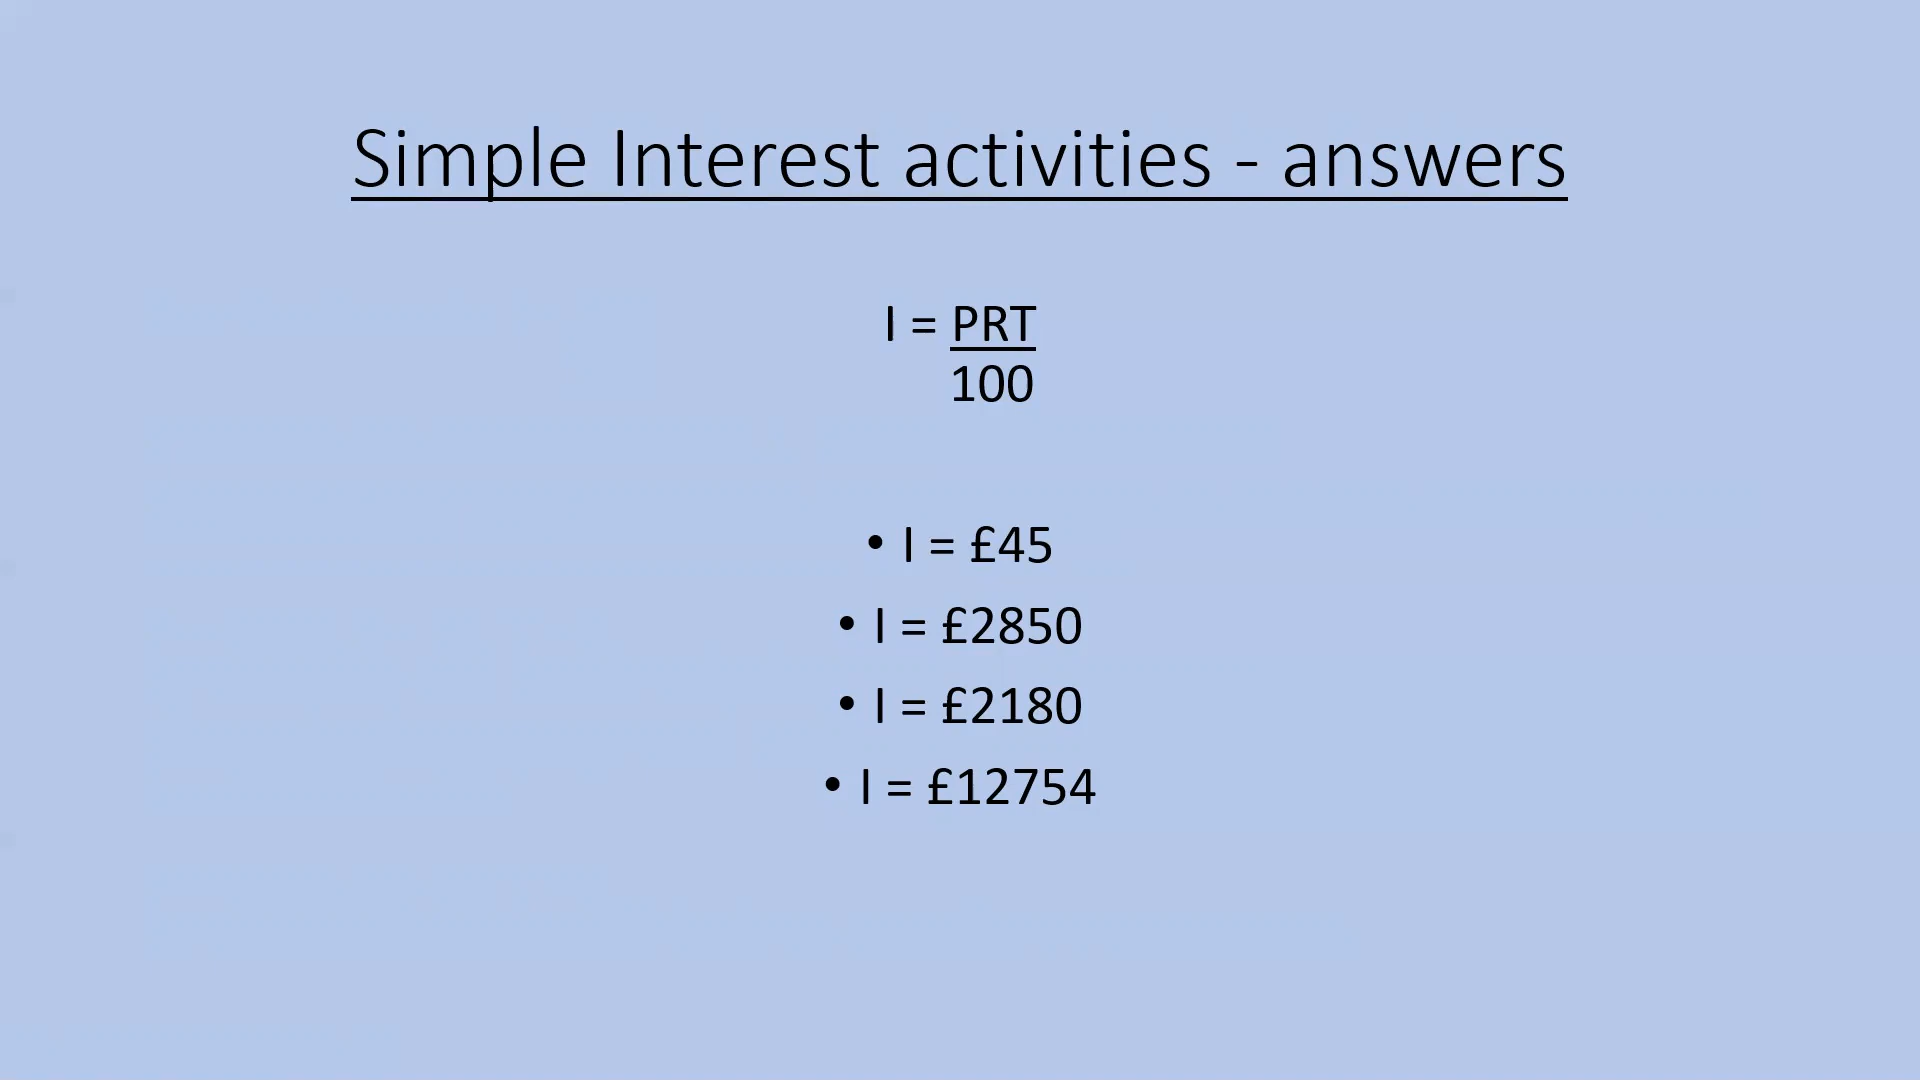 Simple Interest activities - answers
I = PRT
100
• I = £45
• I = £2850
• I = £2180
• I = £12754